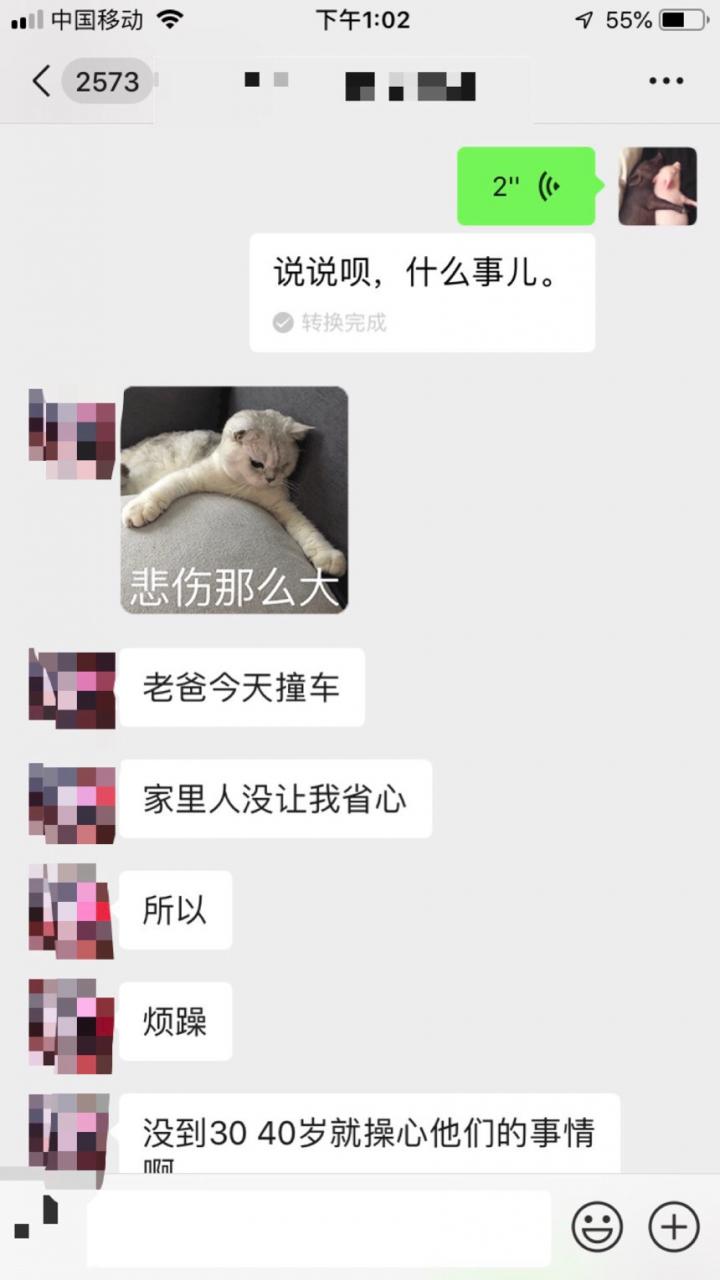 中国移动
下午1:02
55%
2573
2"
说说呗，什么事儿。
转换完成
悲伤那么大
老爸今天撞车
家里人没让我省心
所以
烦躁
没到30 40岁就操心他们的事情
啊